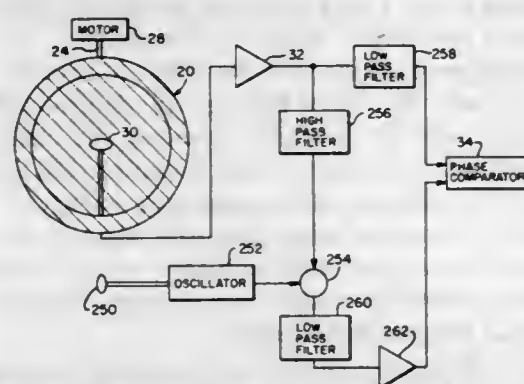 MOTOR
28
24
20
32
LOW
PASS
FILTER
258
30
HIGH
PASS
FILTER
256
34
PHASE
COMPARATOR
252
OSCILLATOR
250
254
LOW
PASS
FILTER
260
262